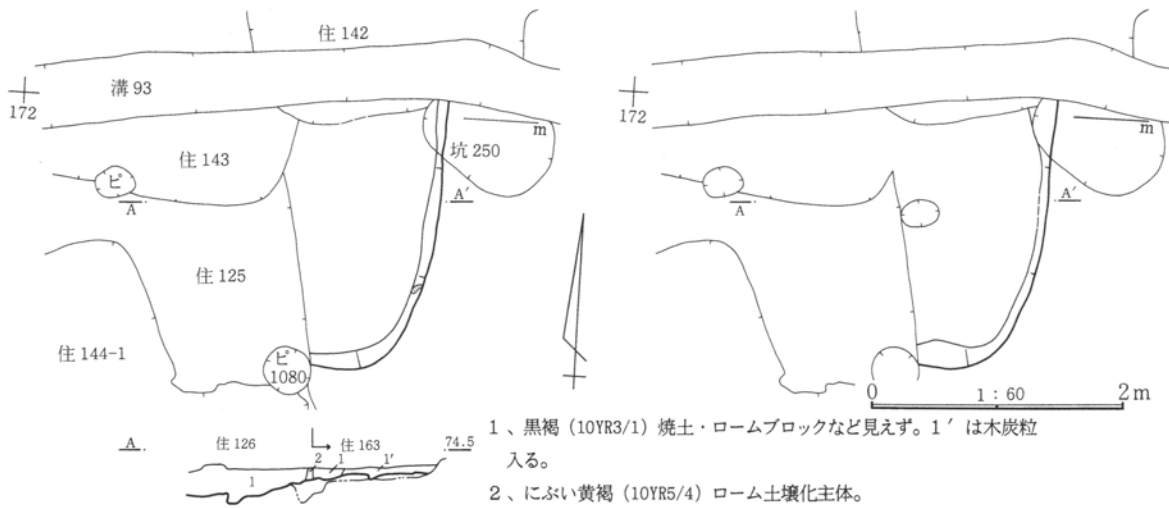 住 142
溝 93
172
m
住 143
坑 250
ピ
A
A′
住 125
住 144-1
ピ
1080
172
m
A
A′
0 1：60 2m
A 住 126 住 163 74.5
2 1 1′
1
1、黒褐（10YR3/1）焼土・ロームブロックなど見えず。1′は木炭粒
入る。
2、にぶい黄褐（10YR5/4）ローム土壌化主体。